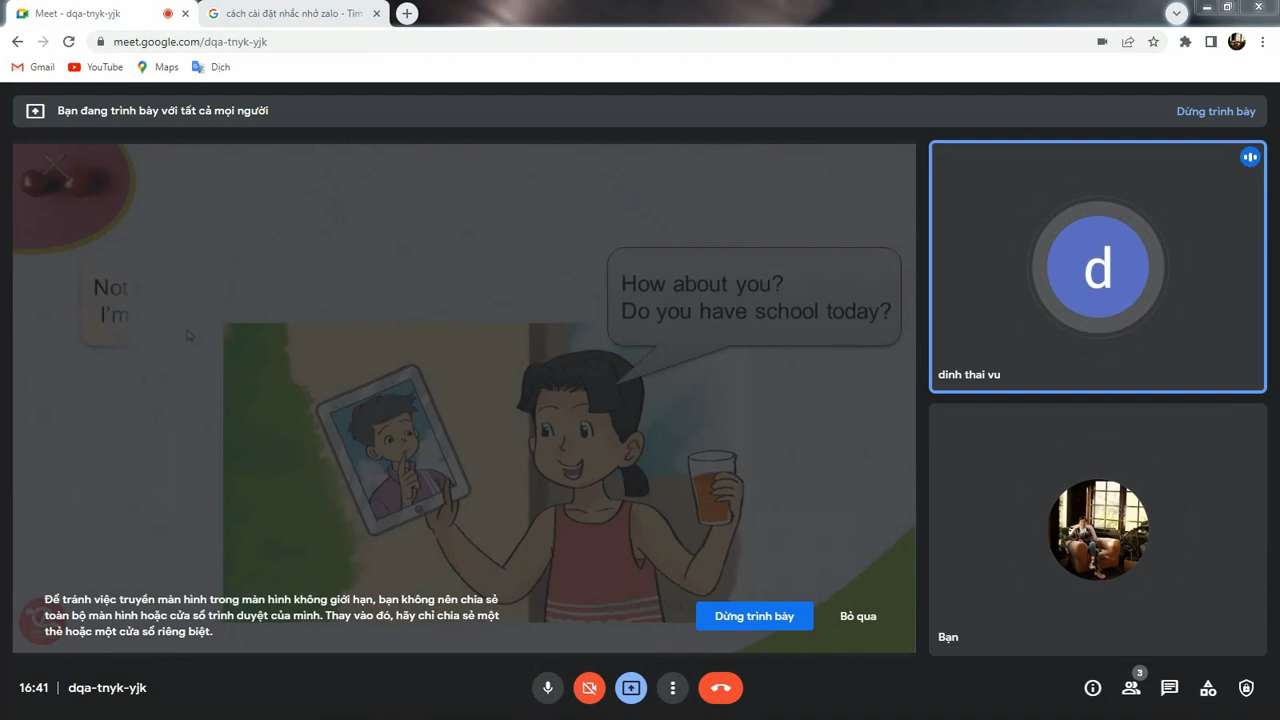 Meet - dqa-tnyk-yjk
cách cài đặt nhắc nhở zalo - Tìm
meet.google.com/dqa-tnyk-yjk
Gmail
YouTube
Maps
Dịch
Bạn đang trình bày với tất cả mọi người
Dừng trình bày
Not
I'm
How about you?
Do you have school today?
d
dinh thai vu
Để tránh việc truyền màn hình trong màn hình không giới hạn, bạn không nên chia sẻ
toàn bộ màn hình hoặc cửa sổ trình duyệt của mình. Thay vào đó, hãy chỉ chia sẻ một
thẻ hoặc một cửa sổ riêng biệt.
Dừng trình bày
Bỏ qua
Bạn
16:41 | dqa-tnyk-yjk
3